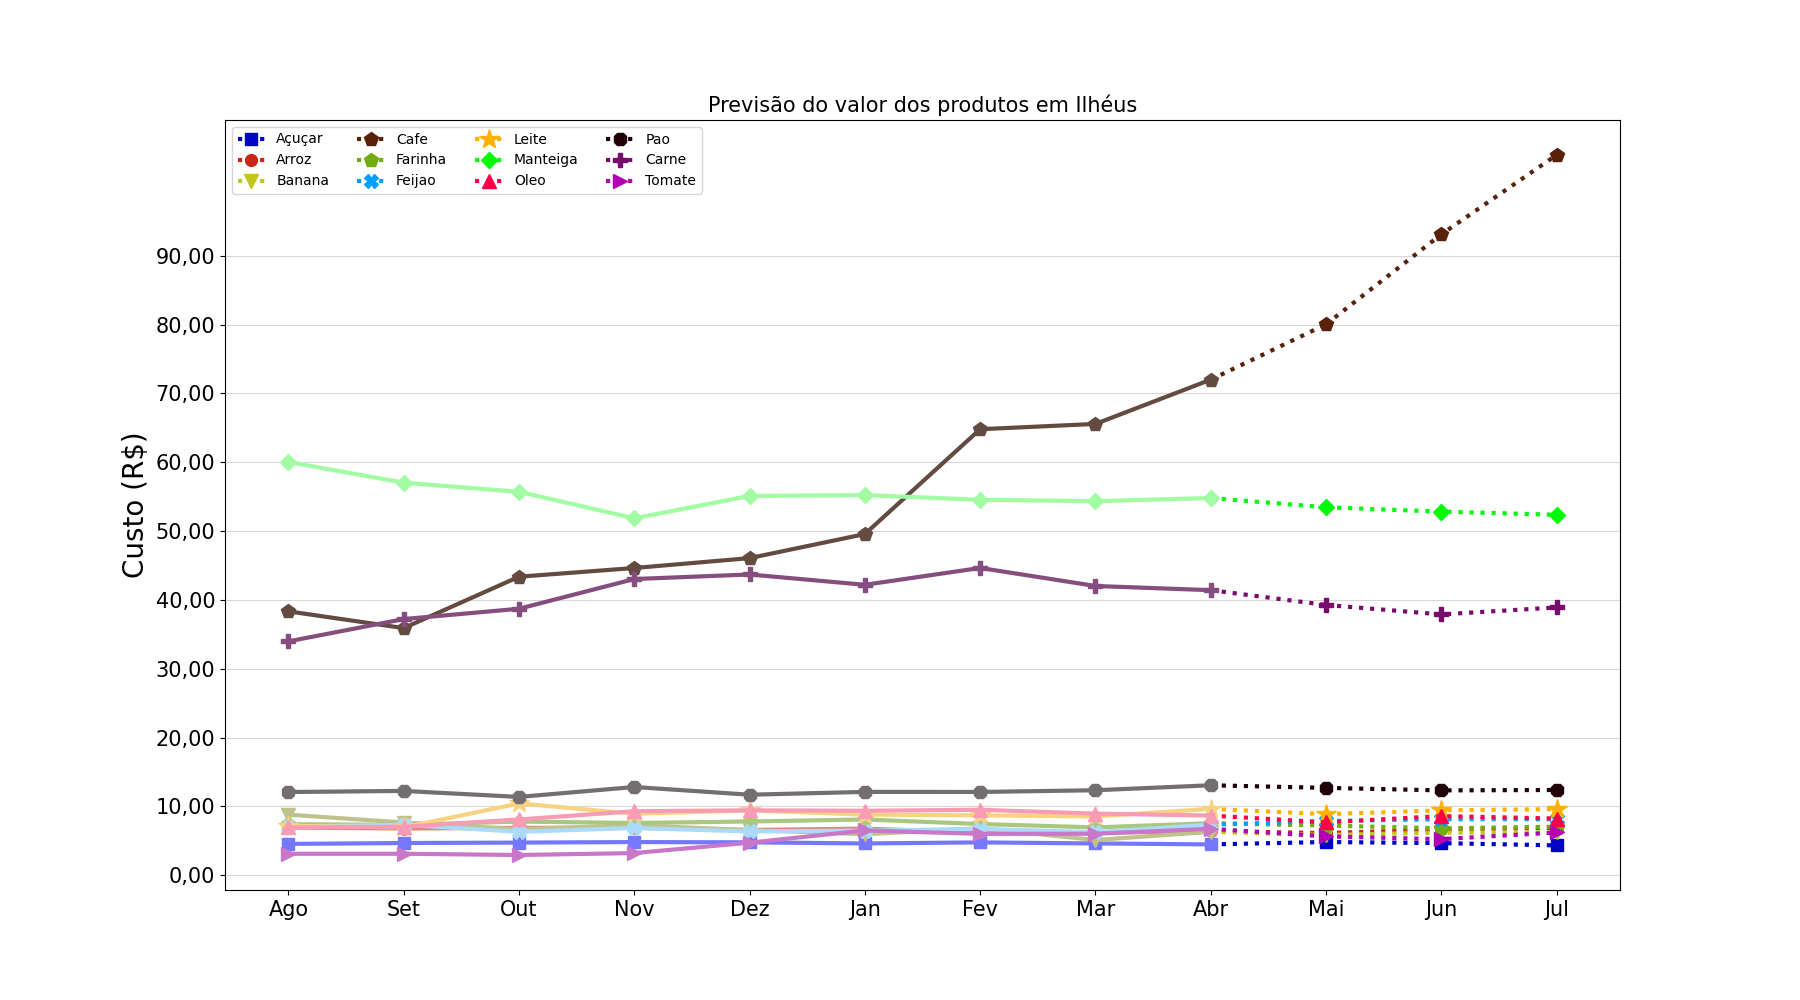 Previsão do valor dos produtos em Ilhéus
Açuçar Cafe Leite Pao
Arroz Farinha Manteiga Carne
Banana Feijao Oleo Tomate
90,00
80,00
70,00
60,00
50,00
40,00
30,00
20,00
10,00
0,00
Custo (R$)
Ago Set Out Nov Dez Jan Fev Mar Abr Mai Jun Jul